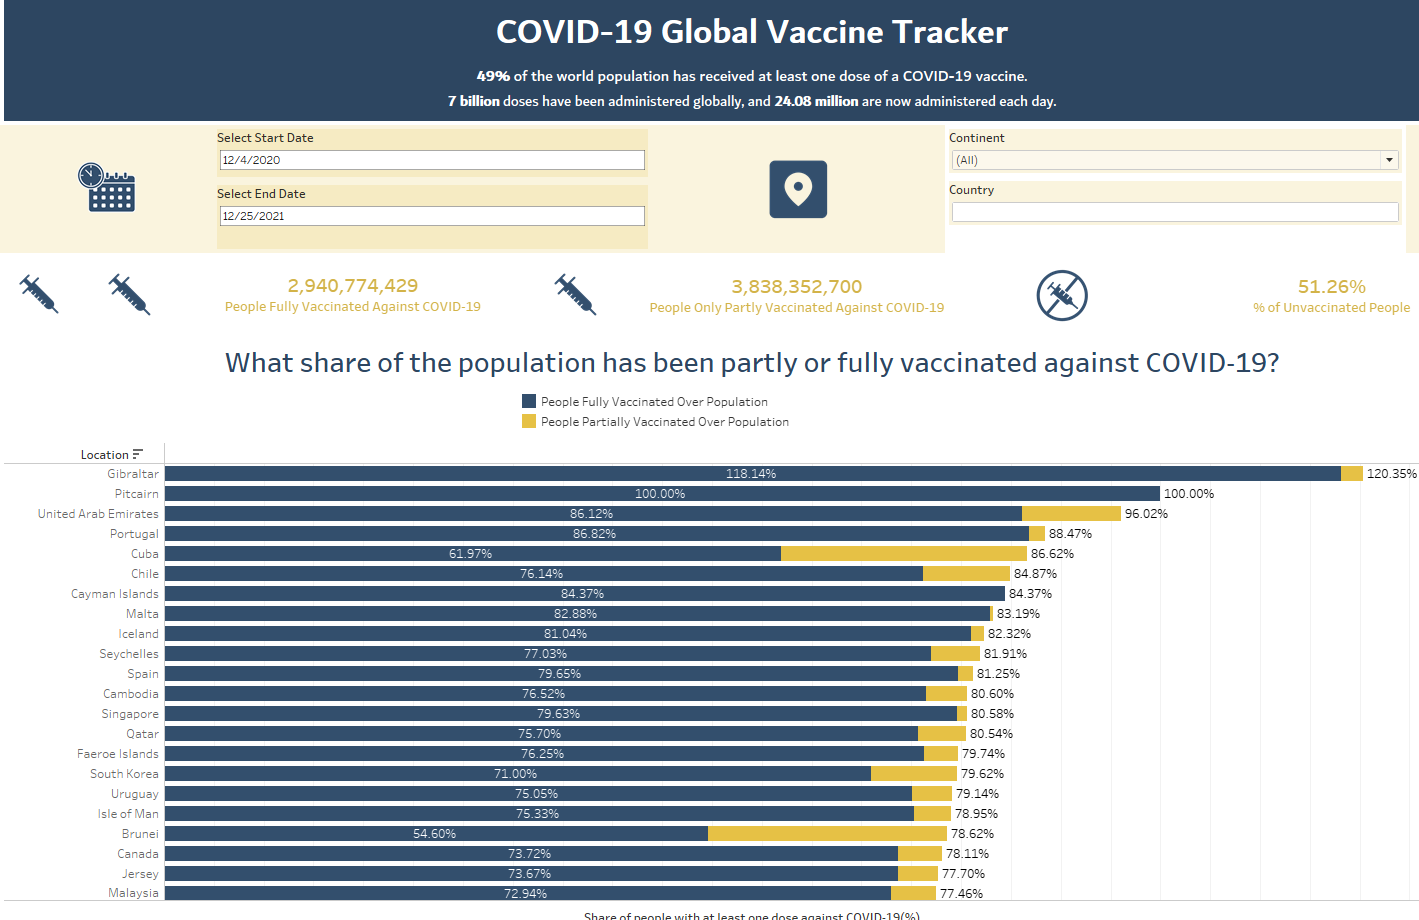 COVID-19 Global Vaccine Tracker
49% of the world population has received at least one dose of a COVID-19 vaccine.
7 billion doses have been administered globally, and 24.08 million are now administered each day.
Select Start Date
12/4/2020
Select End Date
12/25/2021
Continent
(All)
Country
2,940,774,429
People Fully Vaccinated Against COVID-19
3,838,352,700
People Only Partly Vaccinated Against COVID-19
51.26%
% of Unvaccinated People
What share of the population has been partly or fully vaccinated against COVID-19?
People Fully Vaccinated Over Population
People Partially Vaccinated Over Population
Location
Gibraltar 118.14% 120.35%
Pitcairn 100.00% 100.00%
United Arab Emirates 86.12% 96.02%
Portugal 86.82% 88.47%
Cuba 61.97% 86.62%
Chile 76.14% 84.87%
Cayman Islands 84.37% 84.37%
Malta 82.88% 83.19%
Iceland 81.04% 82.32%
Seychelles 77.03% 81.91%
Spain 79.65% 81.25%
Cambodia 76.52% 80.60%
Singapore 79.63% 80.58%
Qatar 75.70% 80.54%
Faeroe Islands 76.25% 79.74%
South Korea 71.00% 79.62%
Uruguay 75.05% 79.14%
Isle of Man 75.33% 78.95%
Brunei 54.60% 78.62%
Canada 73.72% 78.11%
Jersey 73.67% 77.70%
Malaysia 72.94% 77.46%
Share of people with at least one dose against COVID-19(%)